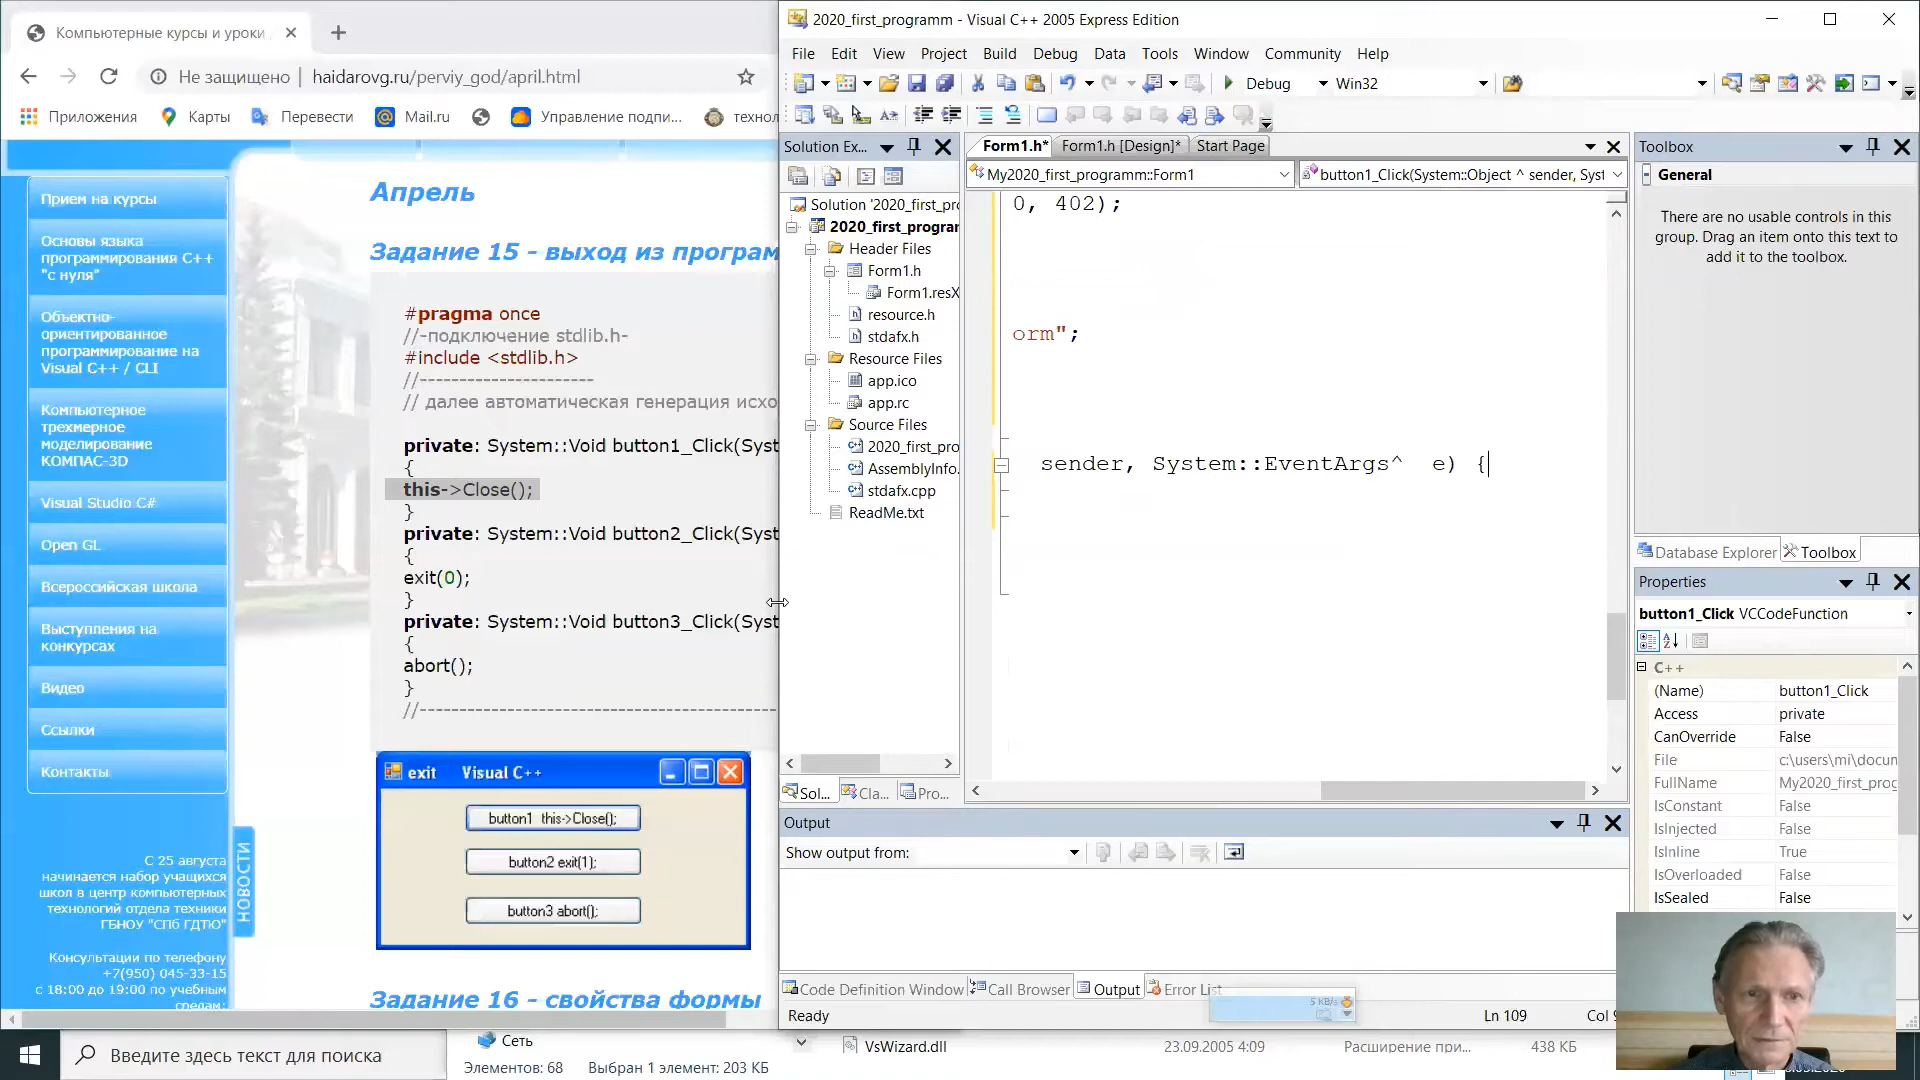 Компьютерные курсы и уроки
Не защищено
haidarovg.ru/perviy_god/april.html
Приложения
Карты
Перевести
Mail.ru
Управление подпи...
технол
Прием на курсы
Основы языка
программирования C++
"с нуля"
Объектно-
ориентированное
программирование на
Visual C++ / CLI
Компьютерное
трехмерное
моделирование
КОМПАС-3D
Visual Studio C#
Open GL
Всероссийская школа
Выступления на
конкурсах
Видео
Ссылки
Контакты
С 25 августа
начинается набор учащихся
школ в центр компьютерных
технологий отдела техники
ГБНОУ "СПб ГДТЮ"
Консультации по телефону
+7(950) 045-33-15
с 18:00 до 19:00 по учебным
средам:
НОВОСТИ
Апрель
Задание 15 - выход из програм
#pragma once
//-подключение stdlib.h-
#include <stdlib.h>
//----------------------
// далее автоматическая генерация исхо
private: System::Void button1_Click(Syst
{
this->Close();
}
private: System::Void button2_Click(Syst
{
exit(0);
}
private: System::Void button3_Click(Syst
{
abort();
}
//---------------------------------------------
exit Visual C++
button1 this->Close();
button2 exit(1);
button3 abort();
Задание 16 - свойства формы
2020_first_programm - Visual C++ 2005 Express Edition
File Edit View Project Build Debug Data Tools Window Community Help
Debug
Win32
Solution Ex...
Solution '2020_first_pro
2020_first_program
Header Files
Form1.h
Form1.resX
resource.h
stdafx.h
Resource Files
app.ico
app.rc
Source Files
2020_first_pro
AssemblyInfo.
stdafx.cpp
ReadMe.txt
Sol...
Cla...
Pro...
Form1.h*
Form1.h [Design]*
Start Page
My2020_first_programm::Form1
button1_Click(System::Object ^ sender, Syst
0, 402);
orm";
sender, System::EventArgs^  e) {
Toolbox
General
There are no usable controls in this
group. Drag an item onto this text to
add it to the toolbox.
Database Explorer
Toolbox
Properties
button1_Click VCCodeFunction
C++
(Name) button1_Click
Access private
CanOverride False
File c:\users\mi\docun
FullName My2020_first_prog
IsConstant False
IsInjected False
IsInline True
IsOverloaded False
IsSealed False
Output
Show output from:
Code Definition Window
Call Browser
Output
Error List
5 KB/s
Ready
Ln 109
Введите здесь текст для поиска
Сеть
Элементов: 68
Выбран 1 элемент: 203 КБ
VsWizard.dll
23.09.2005 4:09
Расширение при...
438 КБ